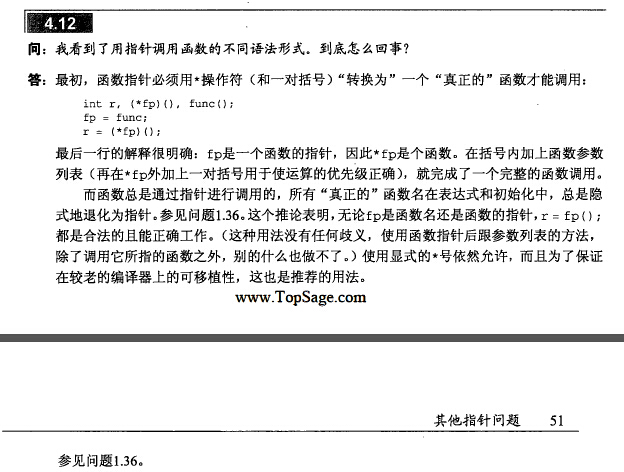 4.12
问：我看到了用指针调用函数的不同语法形式。到底怎么回事？
答：最初，函数指针必须用*操作符（和一对括号）“转换为”一个“真正的”函数才能调用：
int r, (*fp)(), func();
fp = func;
r = (*fp)();
最后一行的解释很明确：fp是一个函数的指针，因此*fp是个函数。在括号内加上函数参数
列表（再在*fp外加上一对括号用于使运算的优先级正确），就完成了一个完整的函数调用。
而函数总是通过指针进行调用的，所有“真正的”函数名在表达式和初始化中，总是隐
式地退化为指针。参见问题1.36。这个推论表明，无论fp是函数名还是函数的指针，r = fp();
都是合法的且能正确工作。（这种用法没有任何歧义，使用函数指针后跟参数列表的方法，
除了调用它所指的函数之外，别的什么也做不了。）使用显式的*号依然允许，而且为了保证
在较老的编译器上的可移植性，这也是推荐的用法。
www.TopSage.com
其他指针问题 51
参见问题1.36。